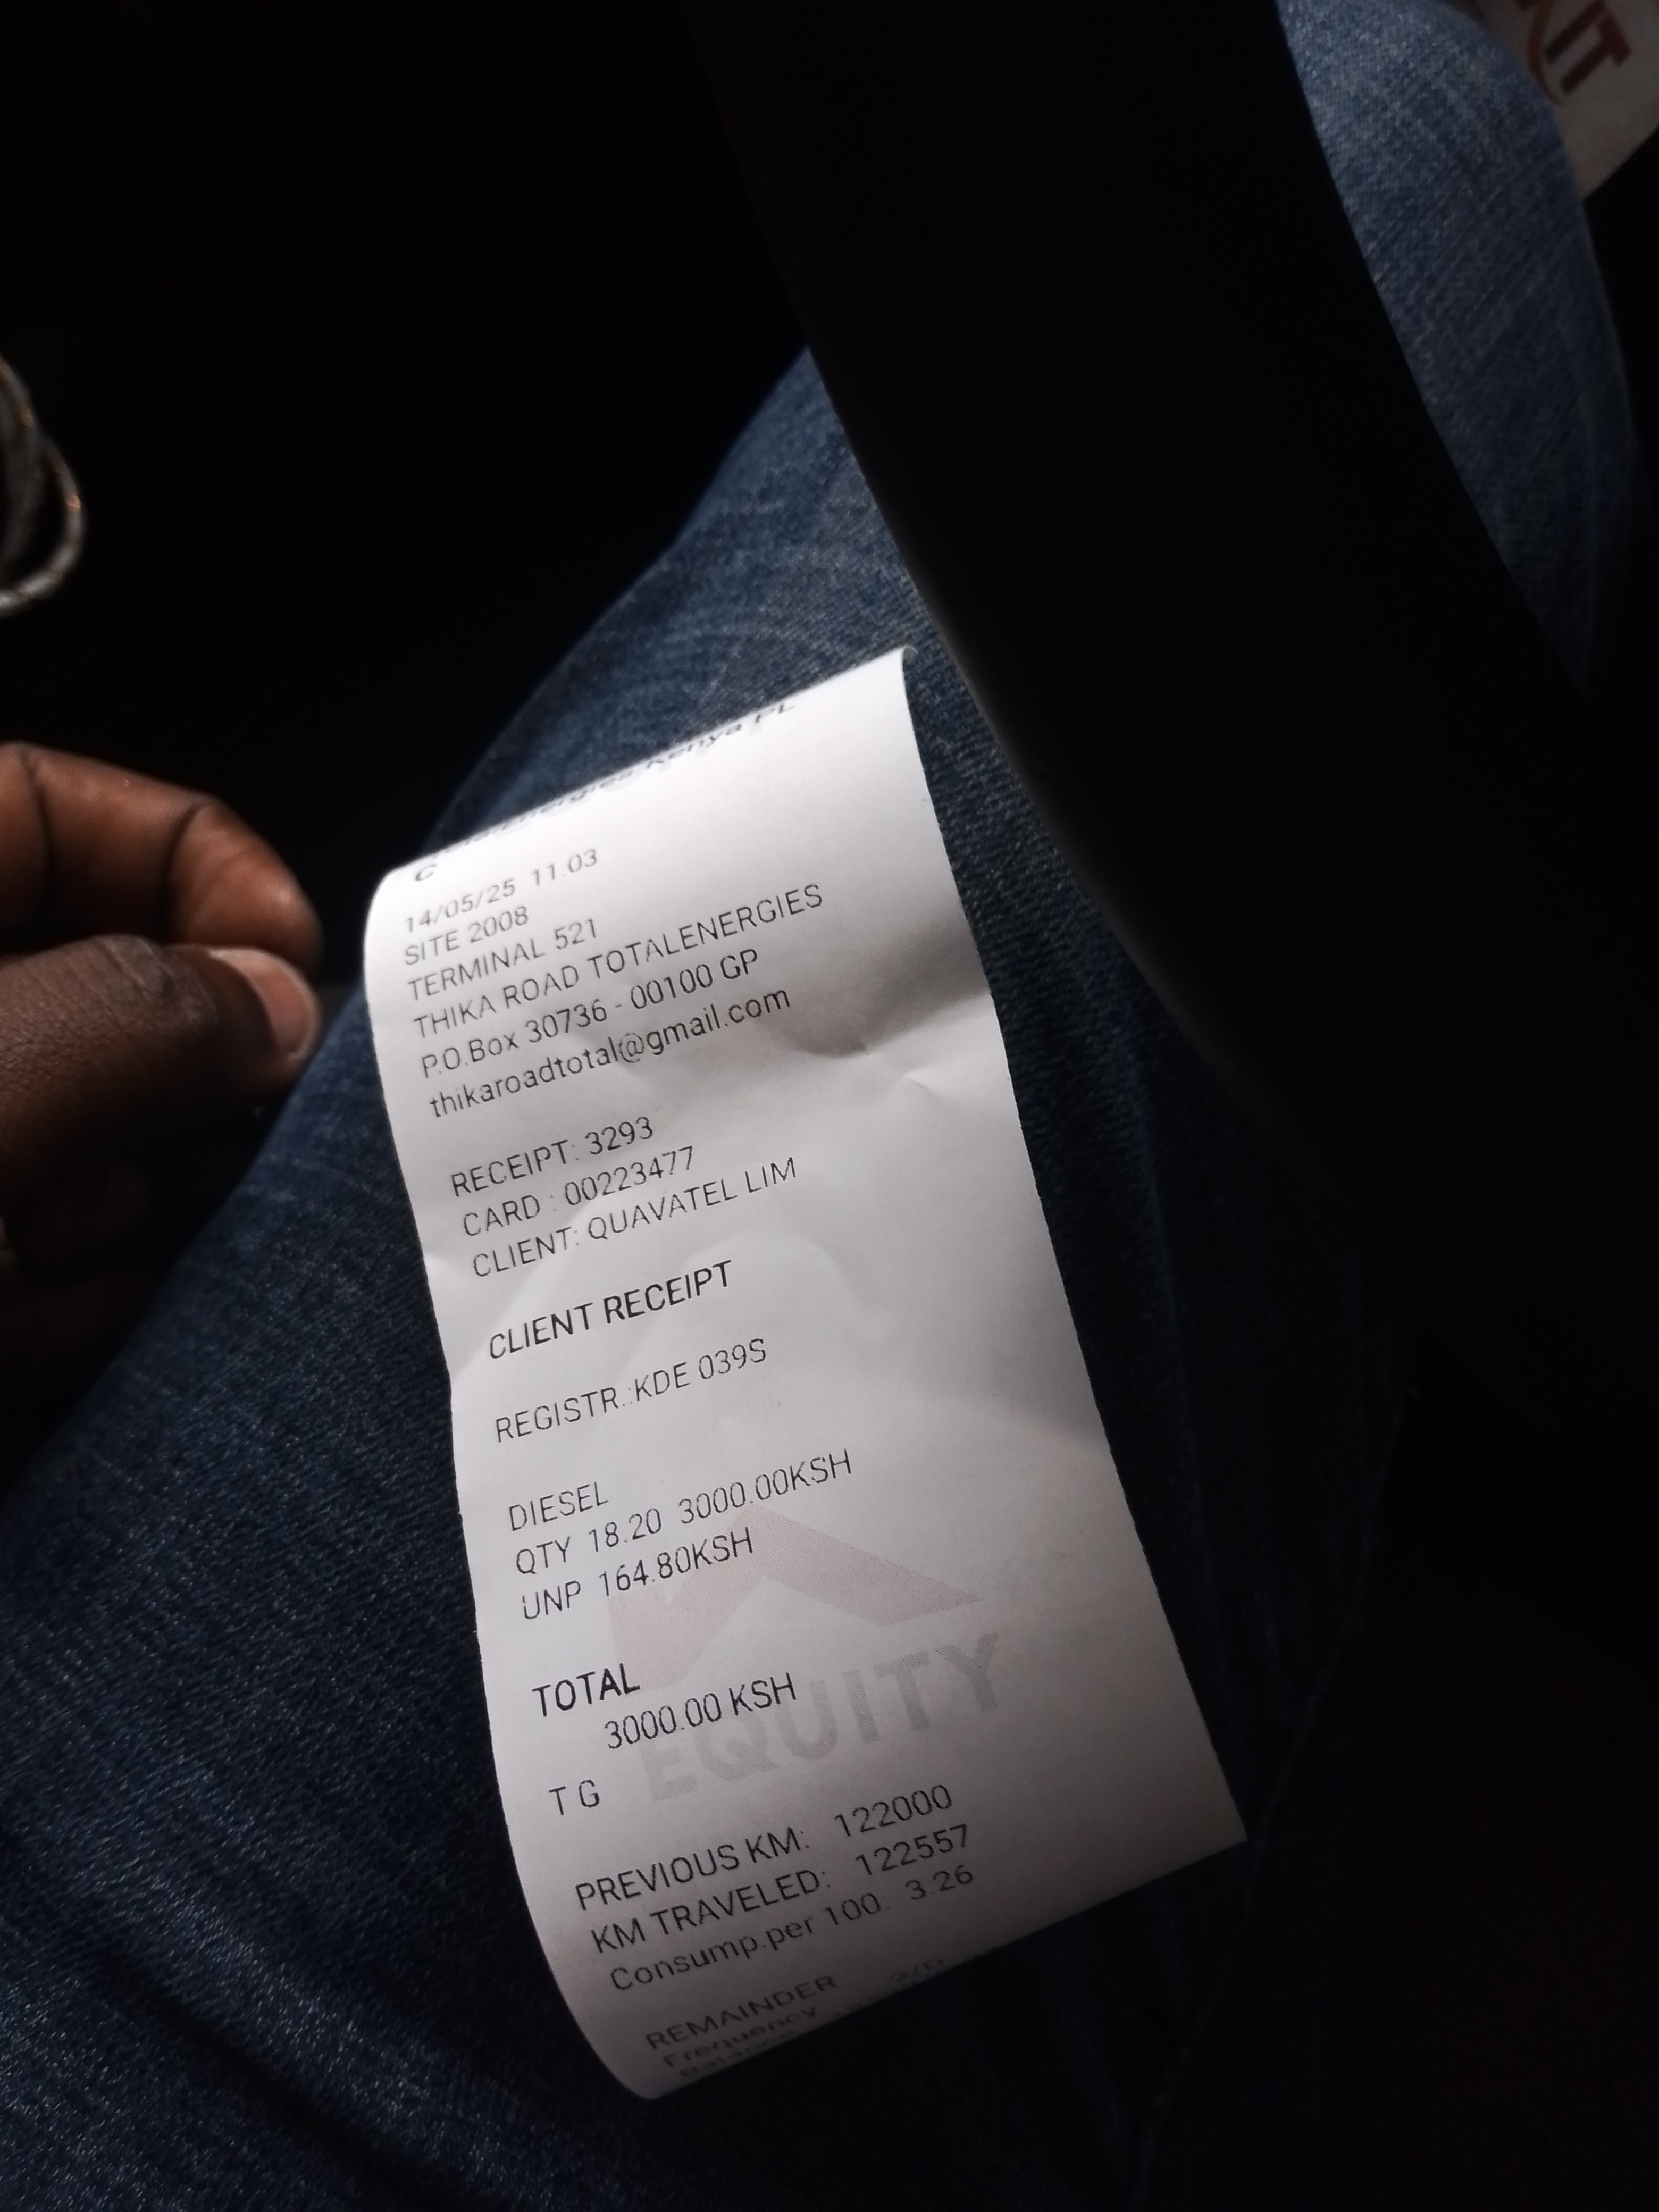 Kenya PL
C
14/05/25 11.03
SITE 2008
TERMINAL 521
THIKA ROAD TOTALENERGIES
P.O.Box 30736 - 00100 GP
thikaroadtotal@gmail.com
RECEIPT: 3293
CARD : 00223477
CLIENT: QUAVATEL LIM
CLIENT RECEIPT
REGISTR.:KDE 039S
DIESEL
QTY 18.20 3000.00KSH
UNP 164.80KSH
TOTAL
3000.00 KSH
EQUITY
T G
PREVIOUS KM: 122000
KM TRAVELED: 122557
Consump.per 100: 3.26
REMAINDER
Frequency